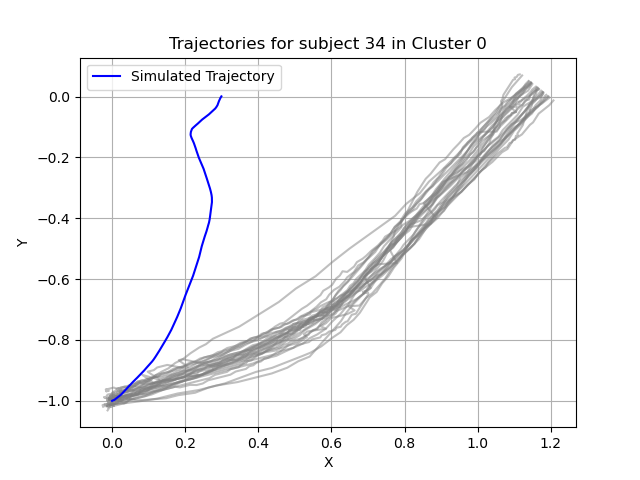 Trajectories for subject 34 in Cluster 0
Simulated Trajectory
0.0
−0.2
−0.4
−0.6
−0.8
−1.0
Y
0.0 0.2 0.4 0.6 0.8 1.0 1.2
X